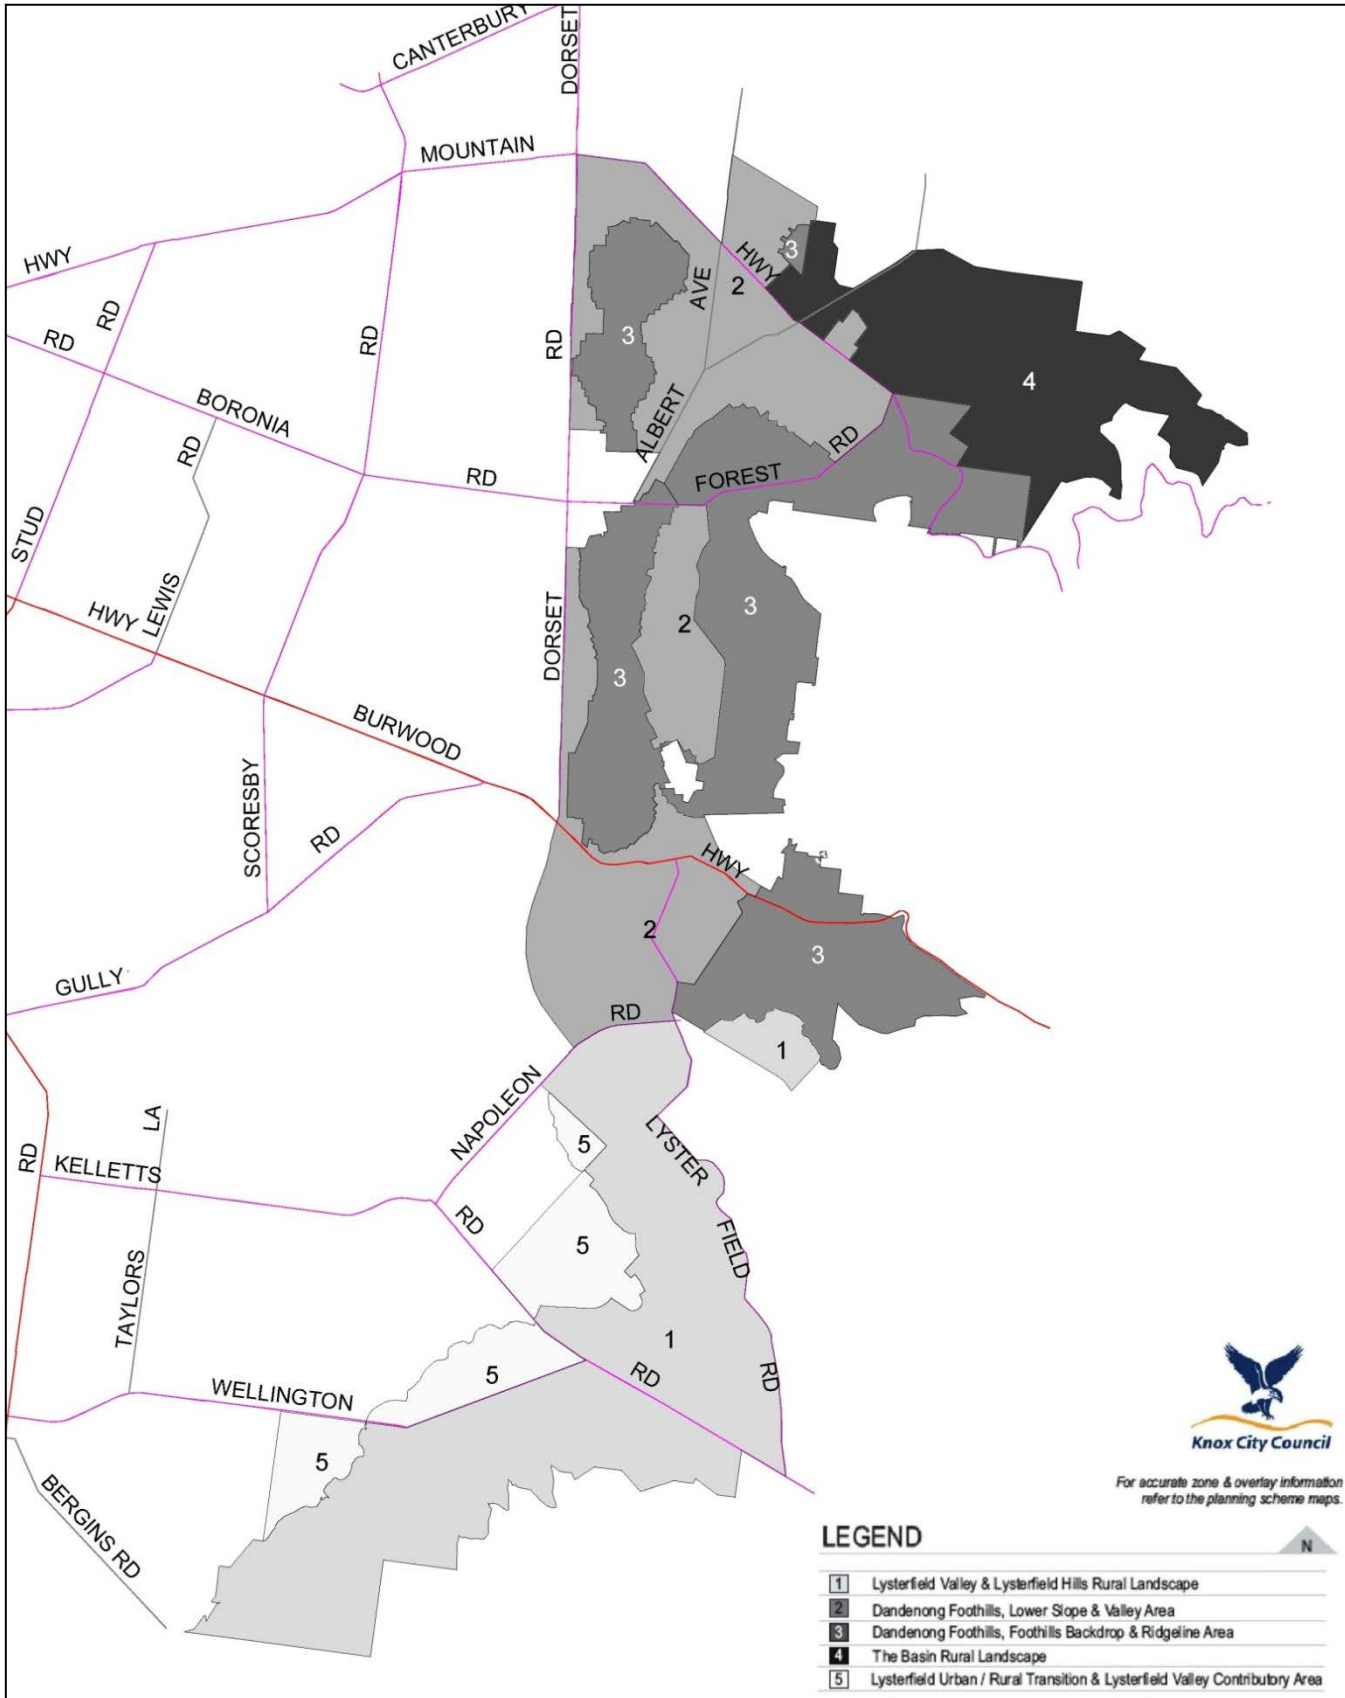 CANTERBURY
DORSET
MOUNTAIN
HWY
HWY
3
RD
AVE
2
RD
RD
RD
3
RD
4
BORONIA
ALBERT
RD
RD
RD
FOREST
STUD
LEWIS
HWY
DORSET
3
2
3
BURWOOD
SCORESBY
RD
HWY
2
3
GULLY
RD
1
NAPOLEON
LA
RD
KELLETTS
5
LYSTER
RD
5
FIELD
TAYLORS
1
5
RD
RD
WELLINGTON
5
BERGINS RD
Knox City Council
For accurate zone & overlay information
refer to the planning scheme maps.
LEGEND
N
1 Lysterfield Valley & Lysterfield Hills Rural Landscape
2 Dandenong Foothills, Lower Slope & Valley Area
3 Dandenong Foothills, Foothills Backdrop & Ridgeline Area
4 The Basin Rural Landscape
5 Lysterfield Urban / Rural Transition & Lysterfield Valley Contributory Area